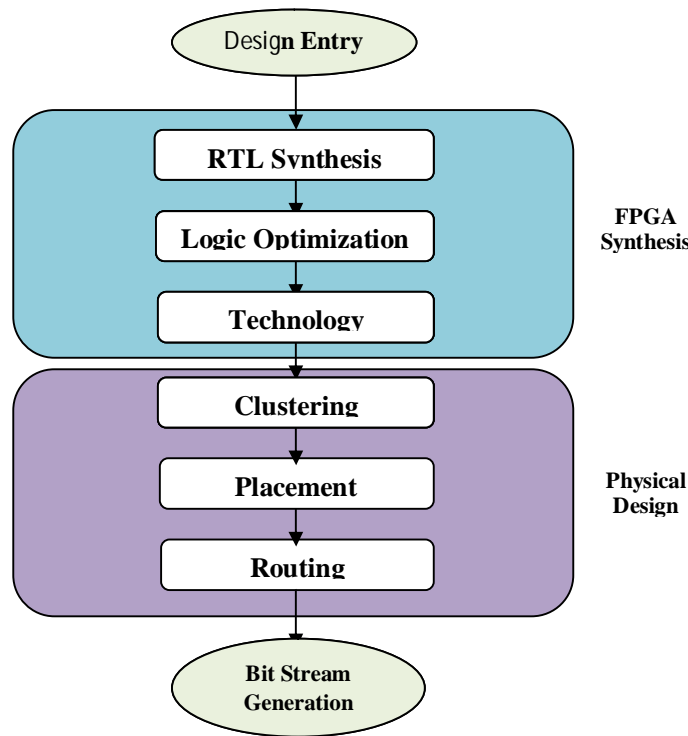 Design Entry
RTL Synthesis
Logic Optimization
Technology
FPGA
Synthesis
Clustering
Placement
Routing
Physical
Design
Bit Stream
Generation